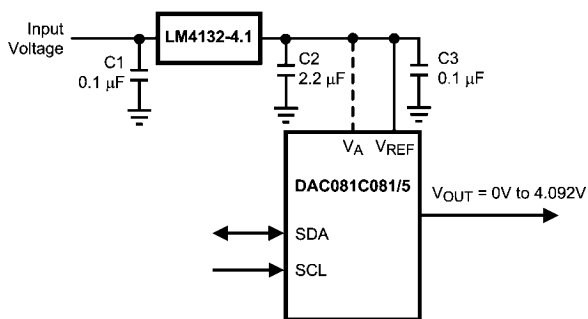 Input
Voltage
LM4132-4.1
C1
0.1 μF
C2
2.2 μF
C3
0.1 μF
VA
VREF
DAC081C081/5
VOUT = 0V to 4.092V
SDA
SCL